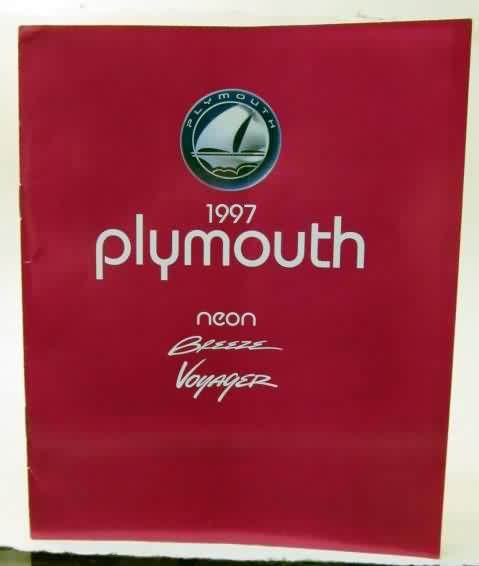 PLYMOUTH
1997
plymouth
neon
BREEZE
VOYAGER